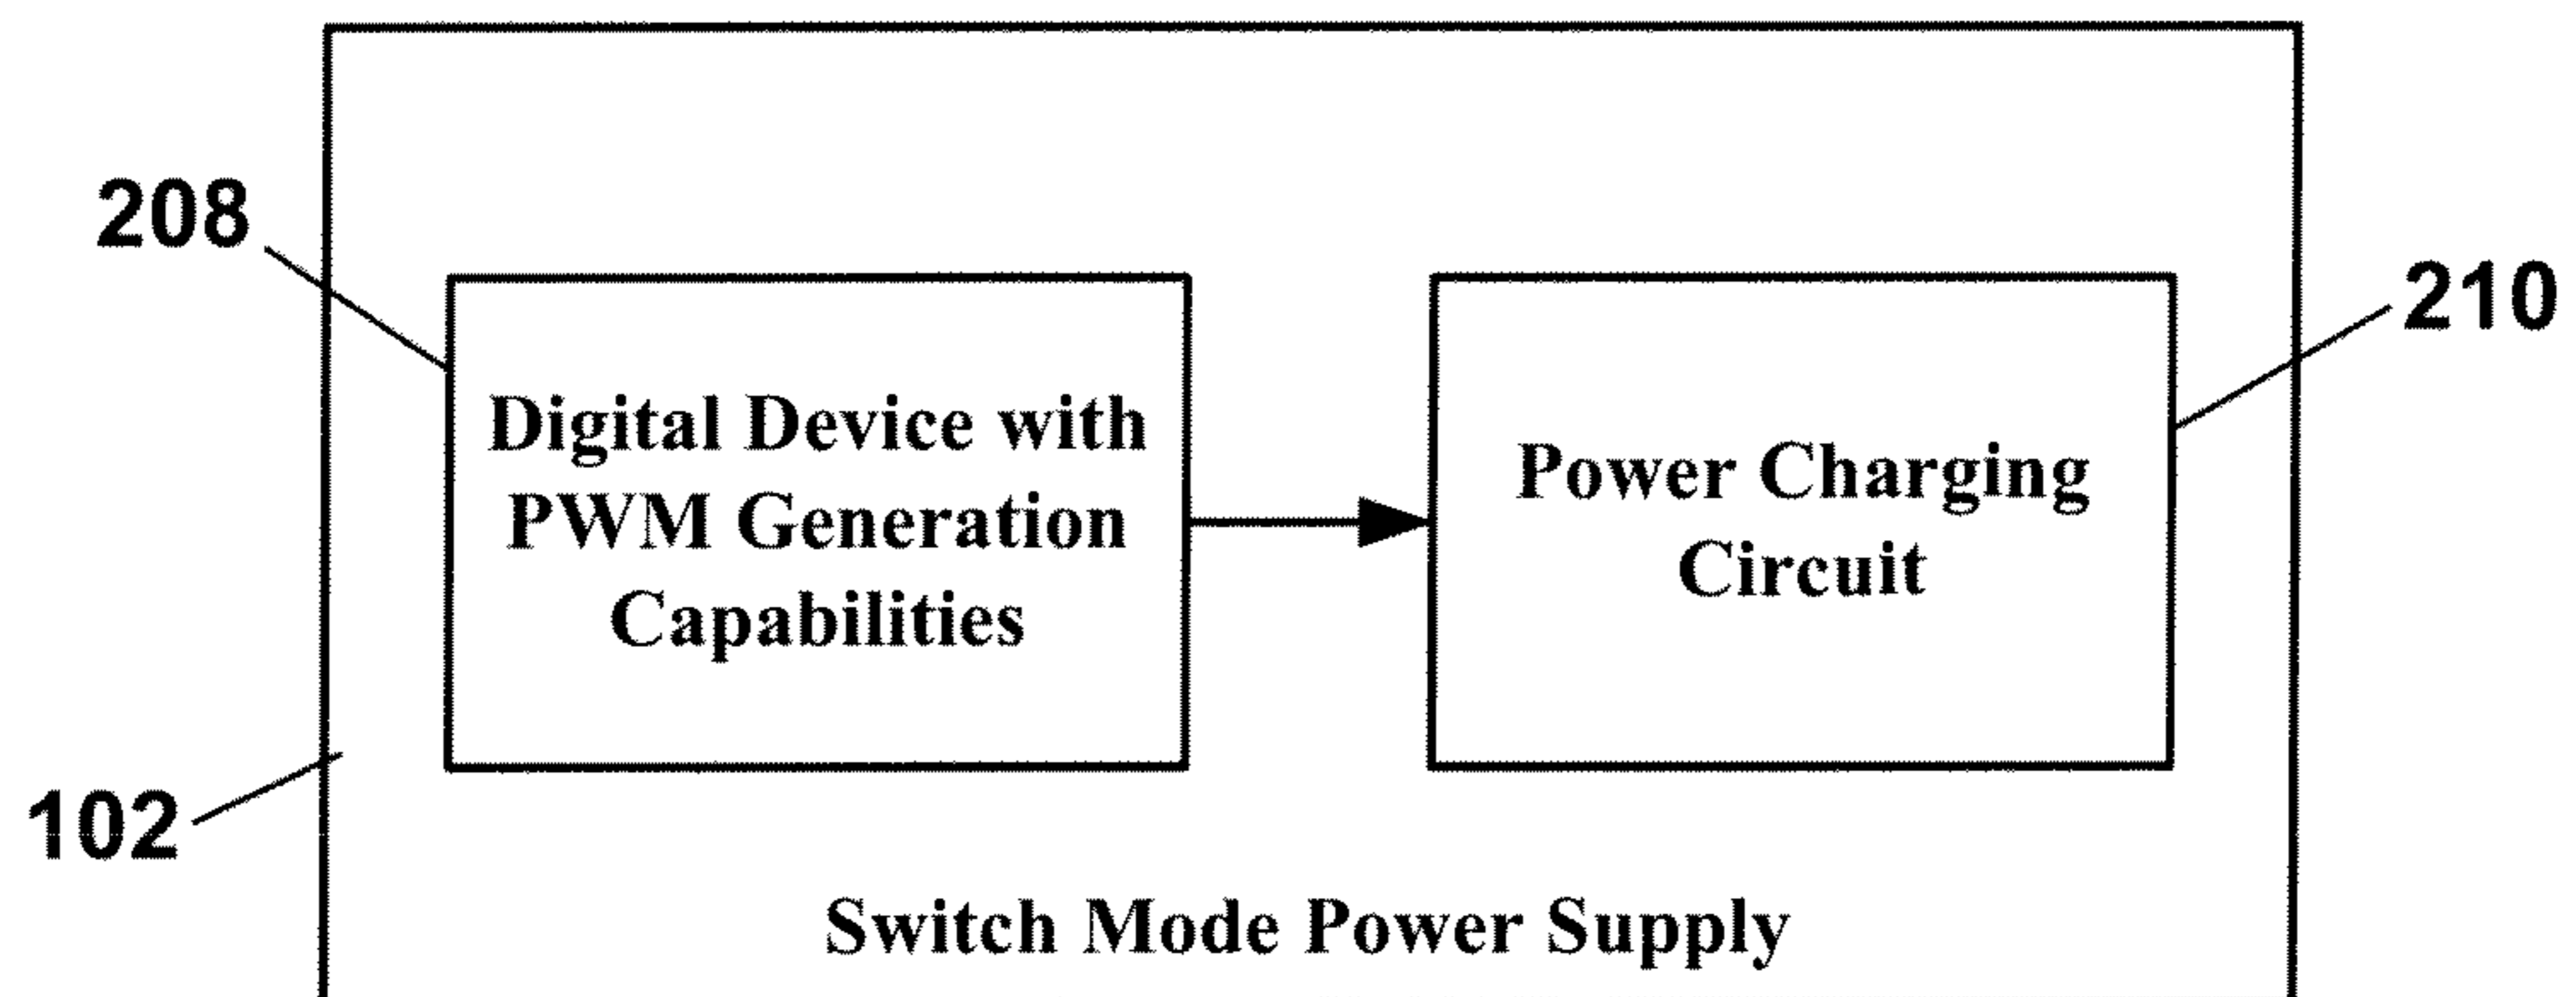 208
210
Digital Device with
PWM Generation
Capabilities
Power Charging
Circuit
102
Switch Mode Power Supply